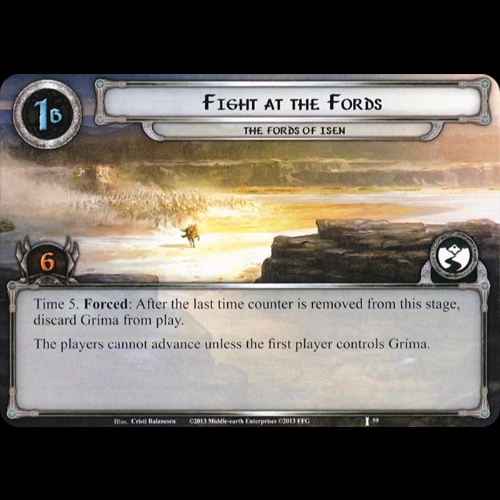 1B
FIGHT AT THE FORDS
THE FORDS OF ISEN
6
Time 5. Forced: After the last time counter is removed from this stage,
discard Gríma from play.
The players cannot advance unless the first player controls Gríma.
Illus. Cristi Balanescu ©2013 Middle-earth Enterprises ©2013 FFG 59